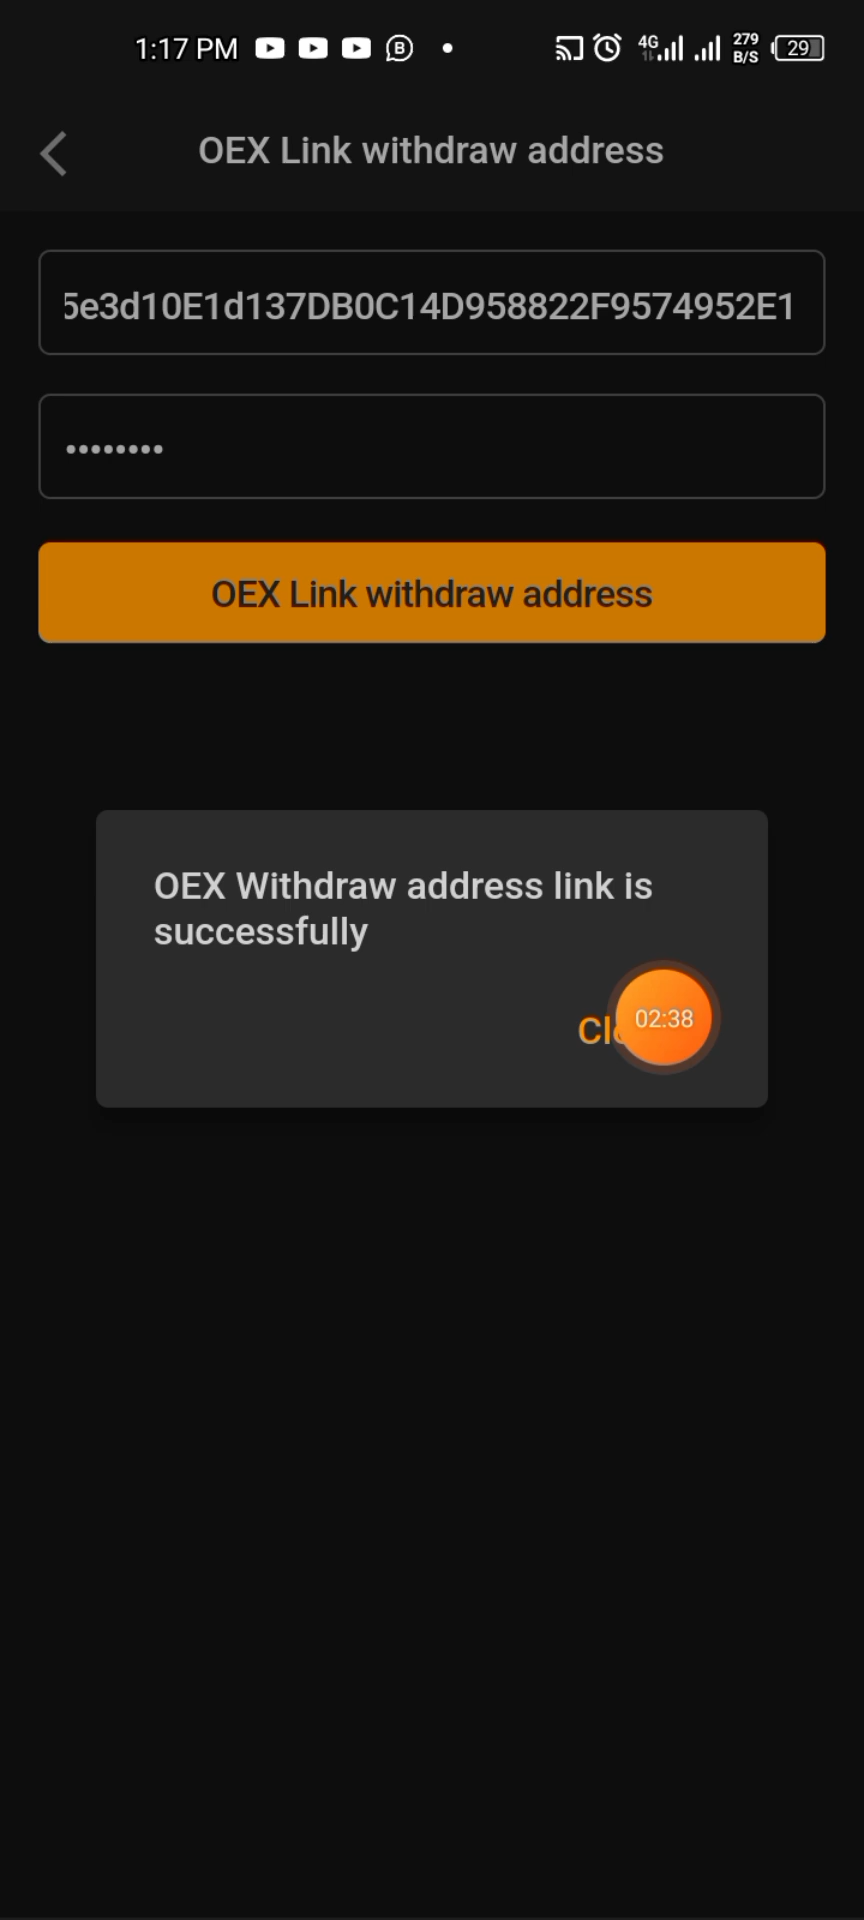 1:17 PM
4G
279
B/S
29
OEX Link withdraw address
5e3d10E1d137DB0C14D958822F9574952E1
••••••••
OEX Link withdraw address
OEX Withdraw address link is
successfully
02:38